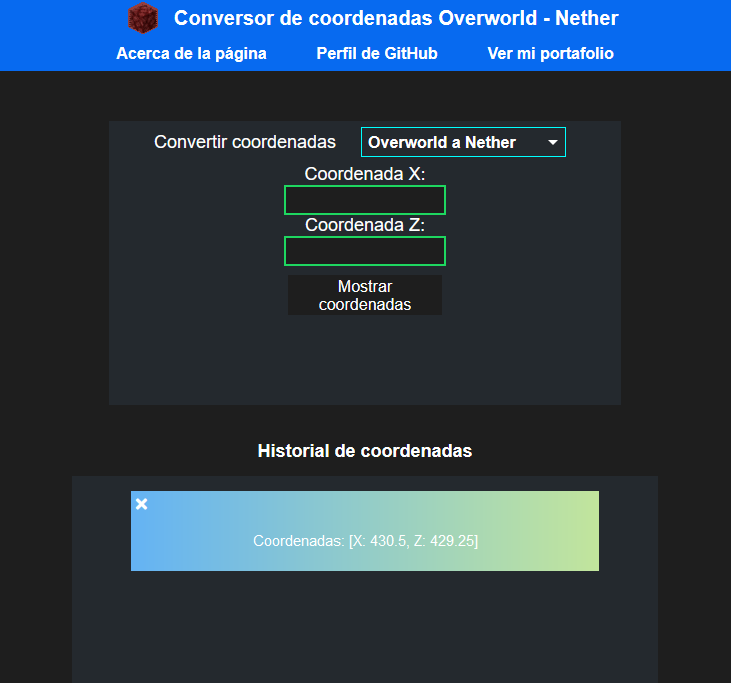 Conversor de coordenadas Overworld - Nether
Acerca de la página Perfil de GitHub Ver mi portafolio
Convertir coordenadas Overworld a Nether
Coordenada X:
Coordenada Z:
Mostrar
coordenadas
Historial de coordenadas
Coordenadas: [X: 430.5, Z: 429.25]